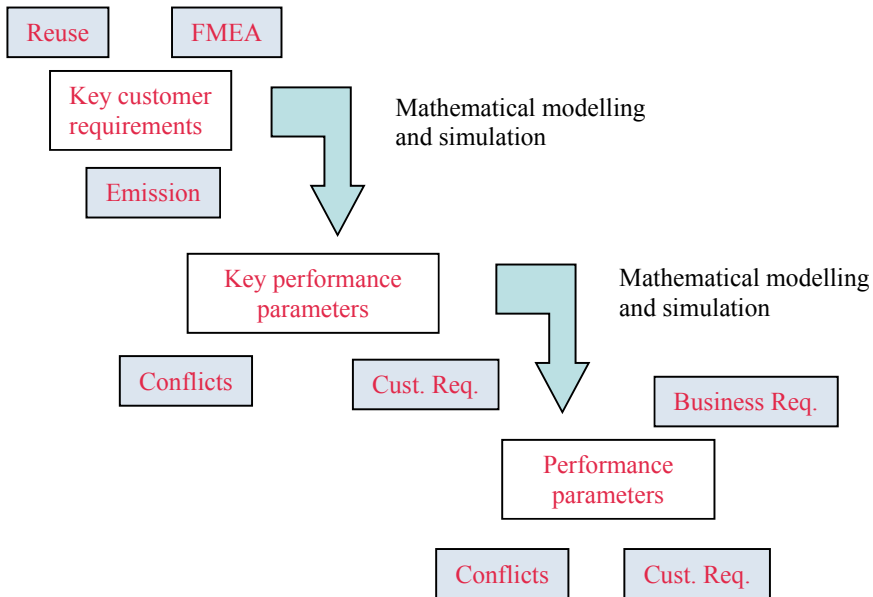 Reuse
FMEA
Key customer
requirements
Mathematical modelling
and simulation
Emission
Key performance
parameters
Mathematical modelling
and simulation
Conflicts
Cust. Req.
Business Req.
Performance
parameters
Conflicts
Cust. Req.